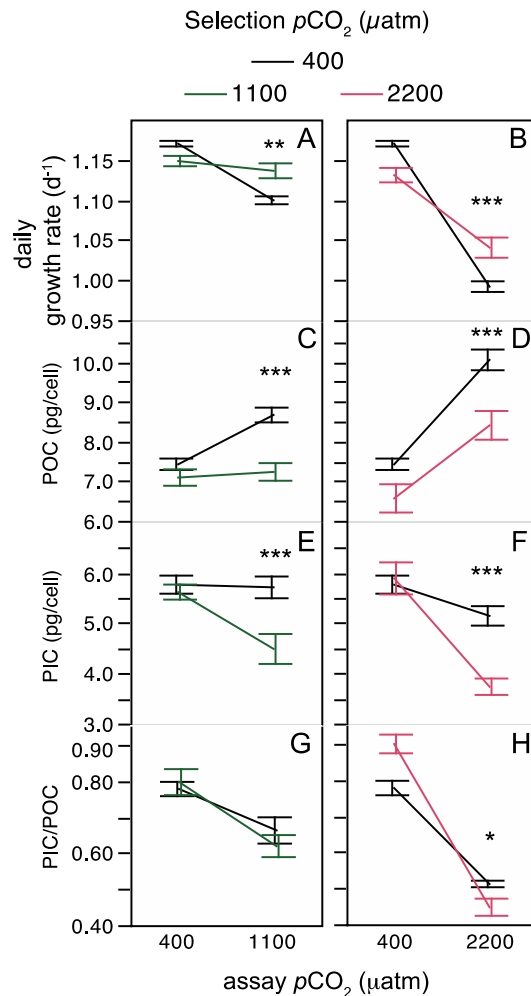 Selection pCO2 (μatm)
400
1100 2200
A B
** ***
daily growth rate (d-1)
1.15
1.10
1.05
1.00
0.95
C D
*** ***
POC (pg/cell)
10.0
9.0
8.0
7.0
6.0
E F
*** ***
PIC (pg/cell)
6.0
5.0
4.0
3.0
G H
*
PIC/POC
0.90
0.80
0.60
0.40
400 1100 400 2200
assay pCO2 (μatm)